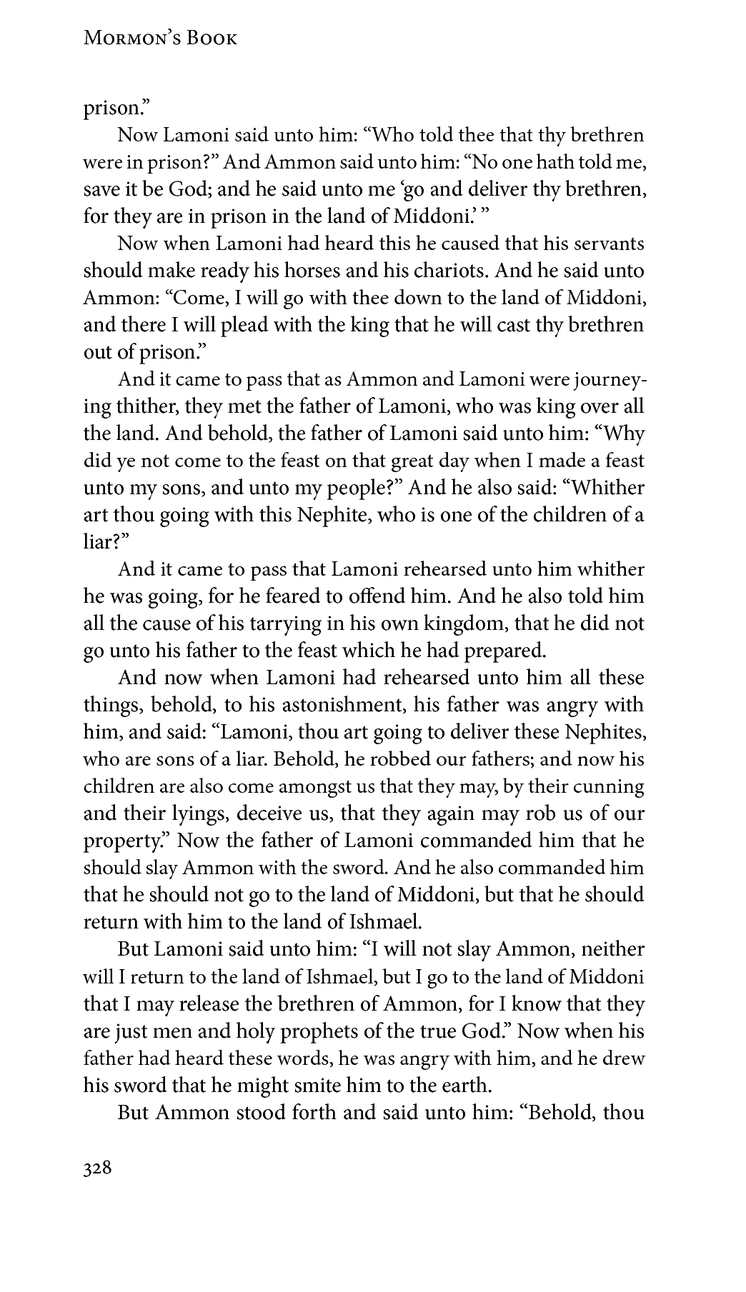 Mormon’s Book
prison.”
Now Lamoni said unto him: “Who told thee that thy brethren
were in prison?” And Ammon said unto him: “No one hath told me,
save it be God; and he said unto me ‘go and deliver thy brethren,
for they are in prison in the land of Middoni.’ ”
Now when Lamoni had heard this he caused that his servants
should make ready his horses and his chariots. And he said unto
Ammon: “Come, I will go with thee down to the land of Middoni,
and there I will plead with the king that he will cast thy brethren
out of prison.”
And it came to pass that as Ammon and Lamoni were journey-
ing thither, they met the father of Lamoni, who was king over all
the land. And behold, the father of Lamoni said unto him: “Why
did ye not come to the feast on that great day when I made a feast
unto my sons, and unto my people?” And he also said: “Whither
art thou going with this Nephite, who is one of the children of a
liar?”
And it came to pass that Lamoni rehearsed unto him whither
he was going, for he feared to offend him. And he also told him
all the cause of his tarrying in his own kingdom, that he did not
go unto his father to the feast which he had prepared.
And now when Lamoni had rehearsed unto him all these
things, behold, to his astonishment, his father was angry with
him, and said: “Lamoni, thou art going to deliver these Nephites,
who are sons of a liar. Behold, he robbed our fathers; and now his
children are also come amongst us that they may, by their cunning
and their lyings, deceive us, that they again may rob us of our
property.” Now the father of Lamoni commanded him that he
should slay Ammon with the sword. And he also commanded him
that he should not go to the land of Middoni, but that he should
return with him to the land of Ishmael.
But Lamoni said unto him: “I will not slay Ammon, neither
will I return to the land of Ishmael, but I go to the land of Middoni
that I may release the brethren of Ammon, for I know that they
are just men and holy prophets of the true God.” Now when his
father had heard these words, he was angry with him, and he drew
his sword that he might smite him to the earth.
But Ammon stood forth and said unto him: “Behold, thou
328